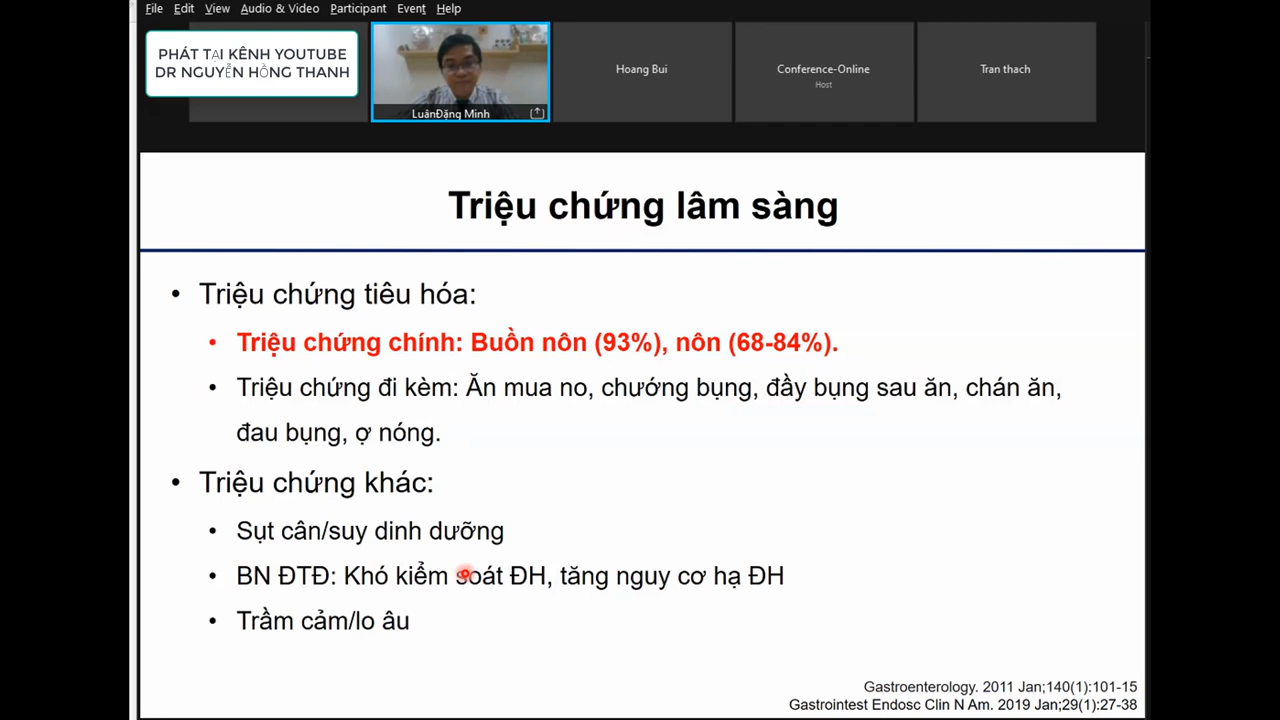 File Edit View Audio & Video Participant Event Help
PHÁT TẠI KÊNH YOUTUBE
DR NGUYỄN HỒNG THANH
LuânĐặng Minh
Hoang Bui
Conference-Online
Host
Tran thach
Triệu chứng lâm sàng
• Triệu chứng tiêu hóa:
• Triệu chứng chính: Buồn nôn (93%), nôn (68-84%).
• Triệu chứng đi kèm: Ăn mua no, chướng bụng, đầy bụng sau ăn, chán ăn,
đau bụng, ợ nóng.
• Triệu chứng khác:
• Sụt cân/suy dinh dưỡng
• BN ĐTĐ: Khó kiểm soát ĐH, tăng nguy cơ hạ ĐH
• Trầm cảm/lo âu
Gastroenterology. 2011 Jan;140(1):101-15
Gastrointest Endosc Clin N Am. 2019 Jan;29(1):27-38